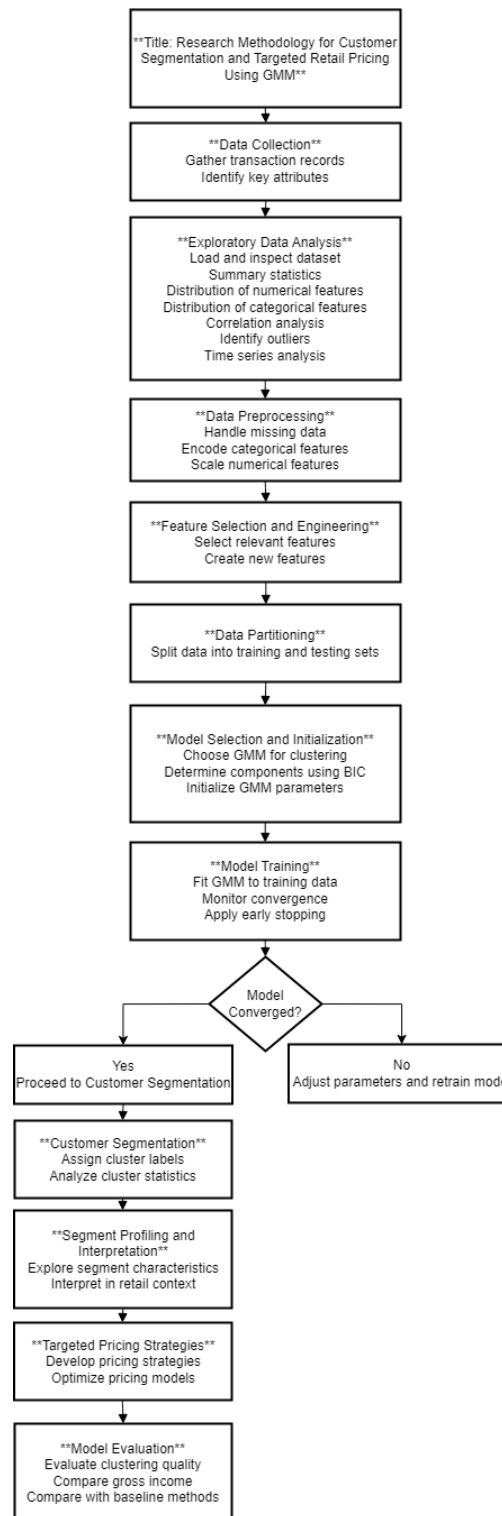 **Title: Research Methodology for Customer
Segmentation and Targeted Retail Pricing
Using GMM**
**Data Collection**
Gather transaction records
Identify key attributes
**Exploratory Data Analysis**
Load and inspect dataset
Summary statistics
Distribution of numerical features
Distribution of categorical features
Correlation analysis
Identify outliers
Time series analysis
**Data Preprocessing**
Handle missing data
Encode categorical features
Scale numerical features
**Feature Selection and Engineering**
Select relevant features
Create new features
**Data Partitioning**
Split data into training and testing sets
**Model Selection and Initialization**
Choose GMM for clustering
Determine components using BIC
Initialize GMM parameters
**Model Training**
Fit GMM to training data
Monitor convergence
Apply early stopping
Model
Converged?
Yes
Proceed to Customer Segmentation
No
Adjust parameters and retrain mode
**Customer Segmentation**
Assign cluster labels
Analyze cluster statistics
**Segment Profiling and
Interpretation**
Explore segment characteristics
Interpret in retail context
**Targeted Pricing Strategies**
Develop pricing strategies
Optimize pricing models
**Model Evaluation**
Evaluate clustering quality
Compare gross income
Compare with baseline methods